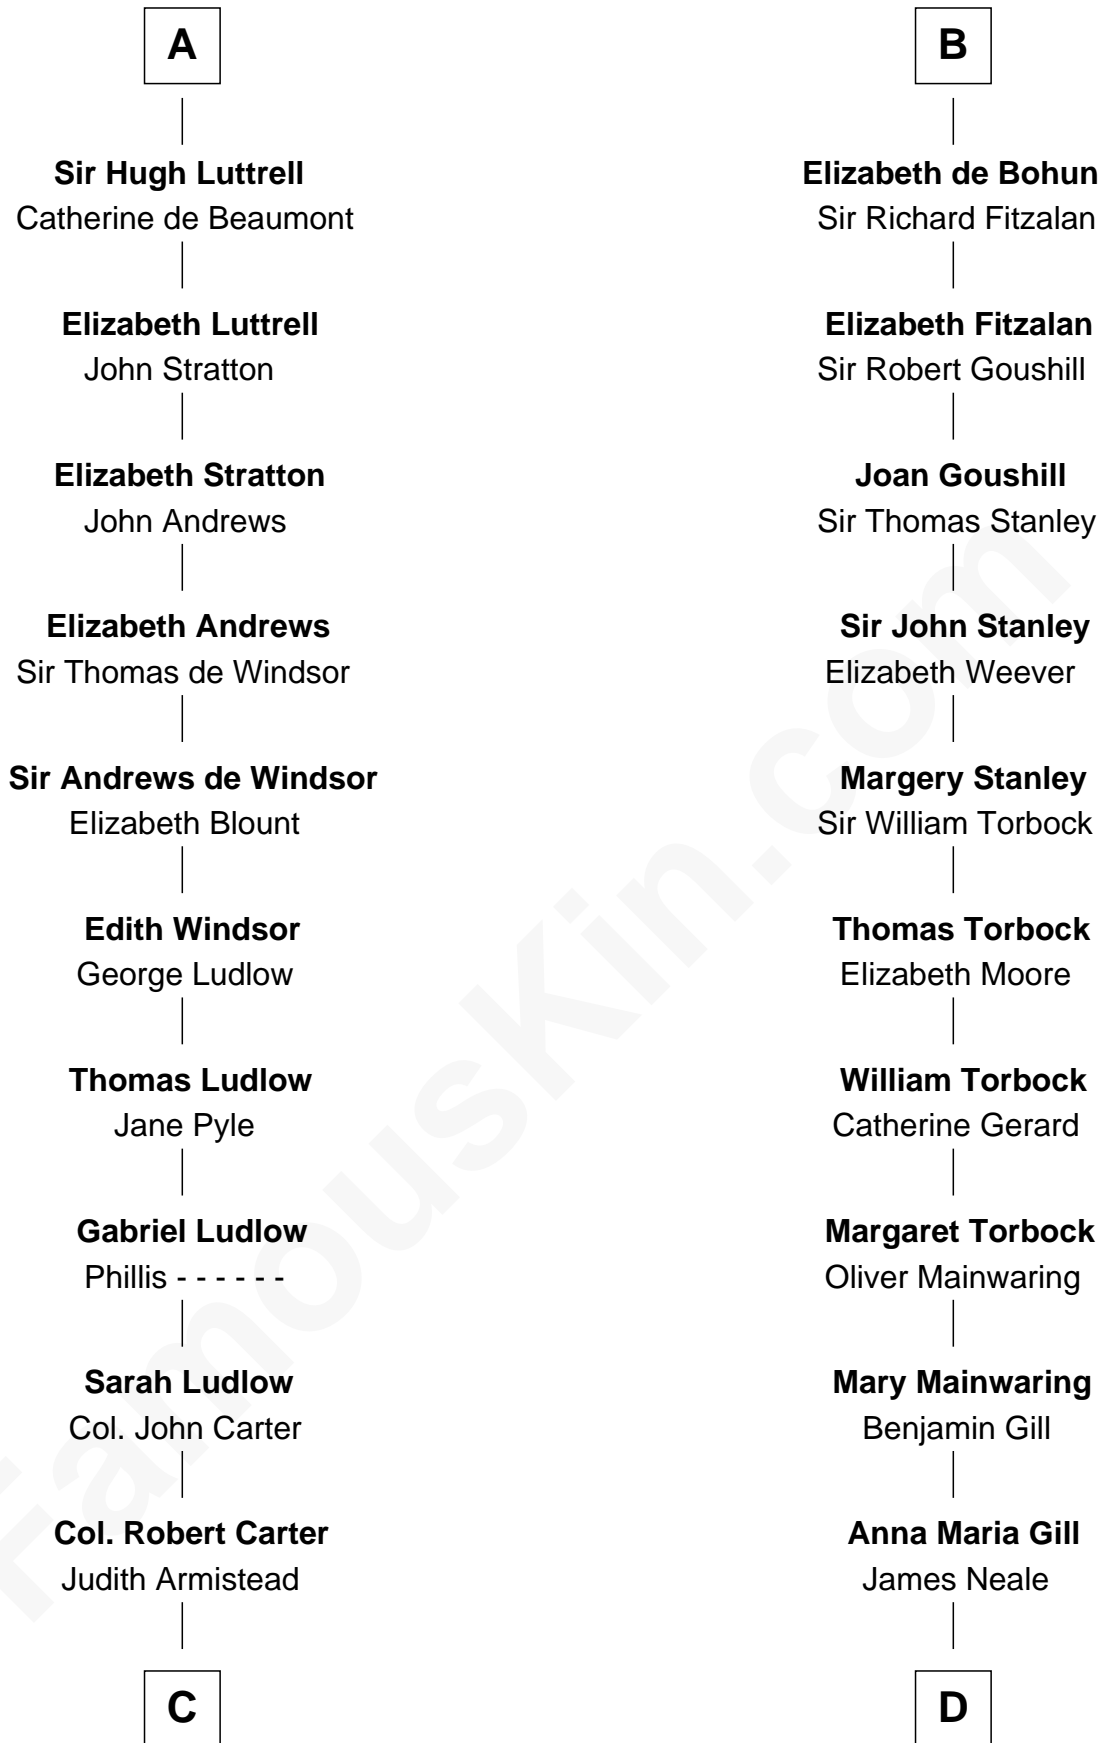 A
Sir Hugh Luttrell
Catherine de Beaumont
Elizabeth Luttrell
John Stratton
Elizabeth Stratton
John Andrews
Elizabeth Andrews
Sir Thomas de Windsor
Sir Andrews de Windsor
Elizabeth Blount
Edith Windsor
George Ludlow
Thomas Ludlow
Jane Pyle
Gabriel Ludlow
Phillis - - - - - -
Sarah Ludlow
Col. John Carter
Col. Robert Carter
Judith Armistead
C
B
Elizabeth de Bohun
Sir Richard Fitzalan
Elizabeth Fitzalan
Sir Robert Goushill
Joan Goushill
Sir Thomas Stanley
Sir John Stanley
Elizabeth Weever
Margery Stanley
Sir William Torbock
Thomas Torbock
Elizabeth Moore
William Torbock
Catherine Gerard
Margaret Torbock
Oliver Mainwaring
Mary Mainwaring
Benjamin Gill
Anna Maria Gill
James Neale
D
FamousKin.com